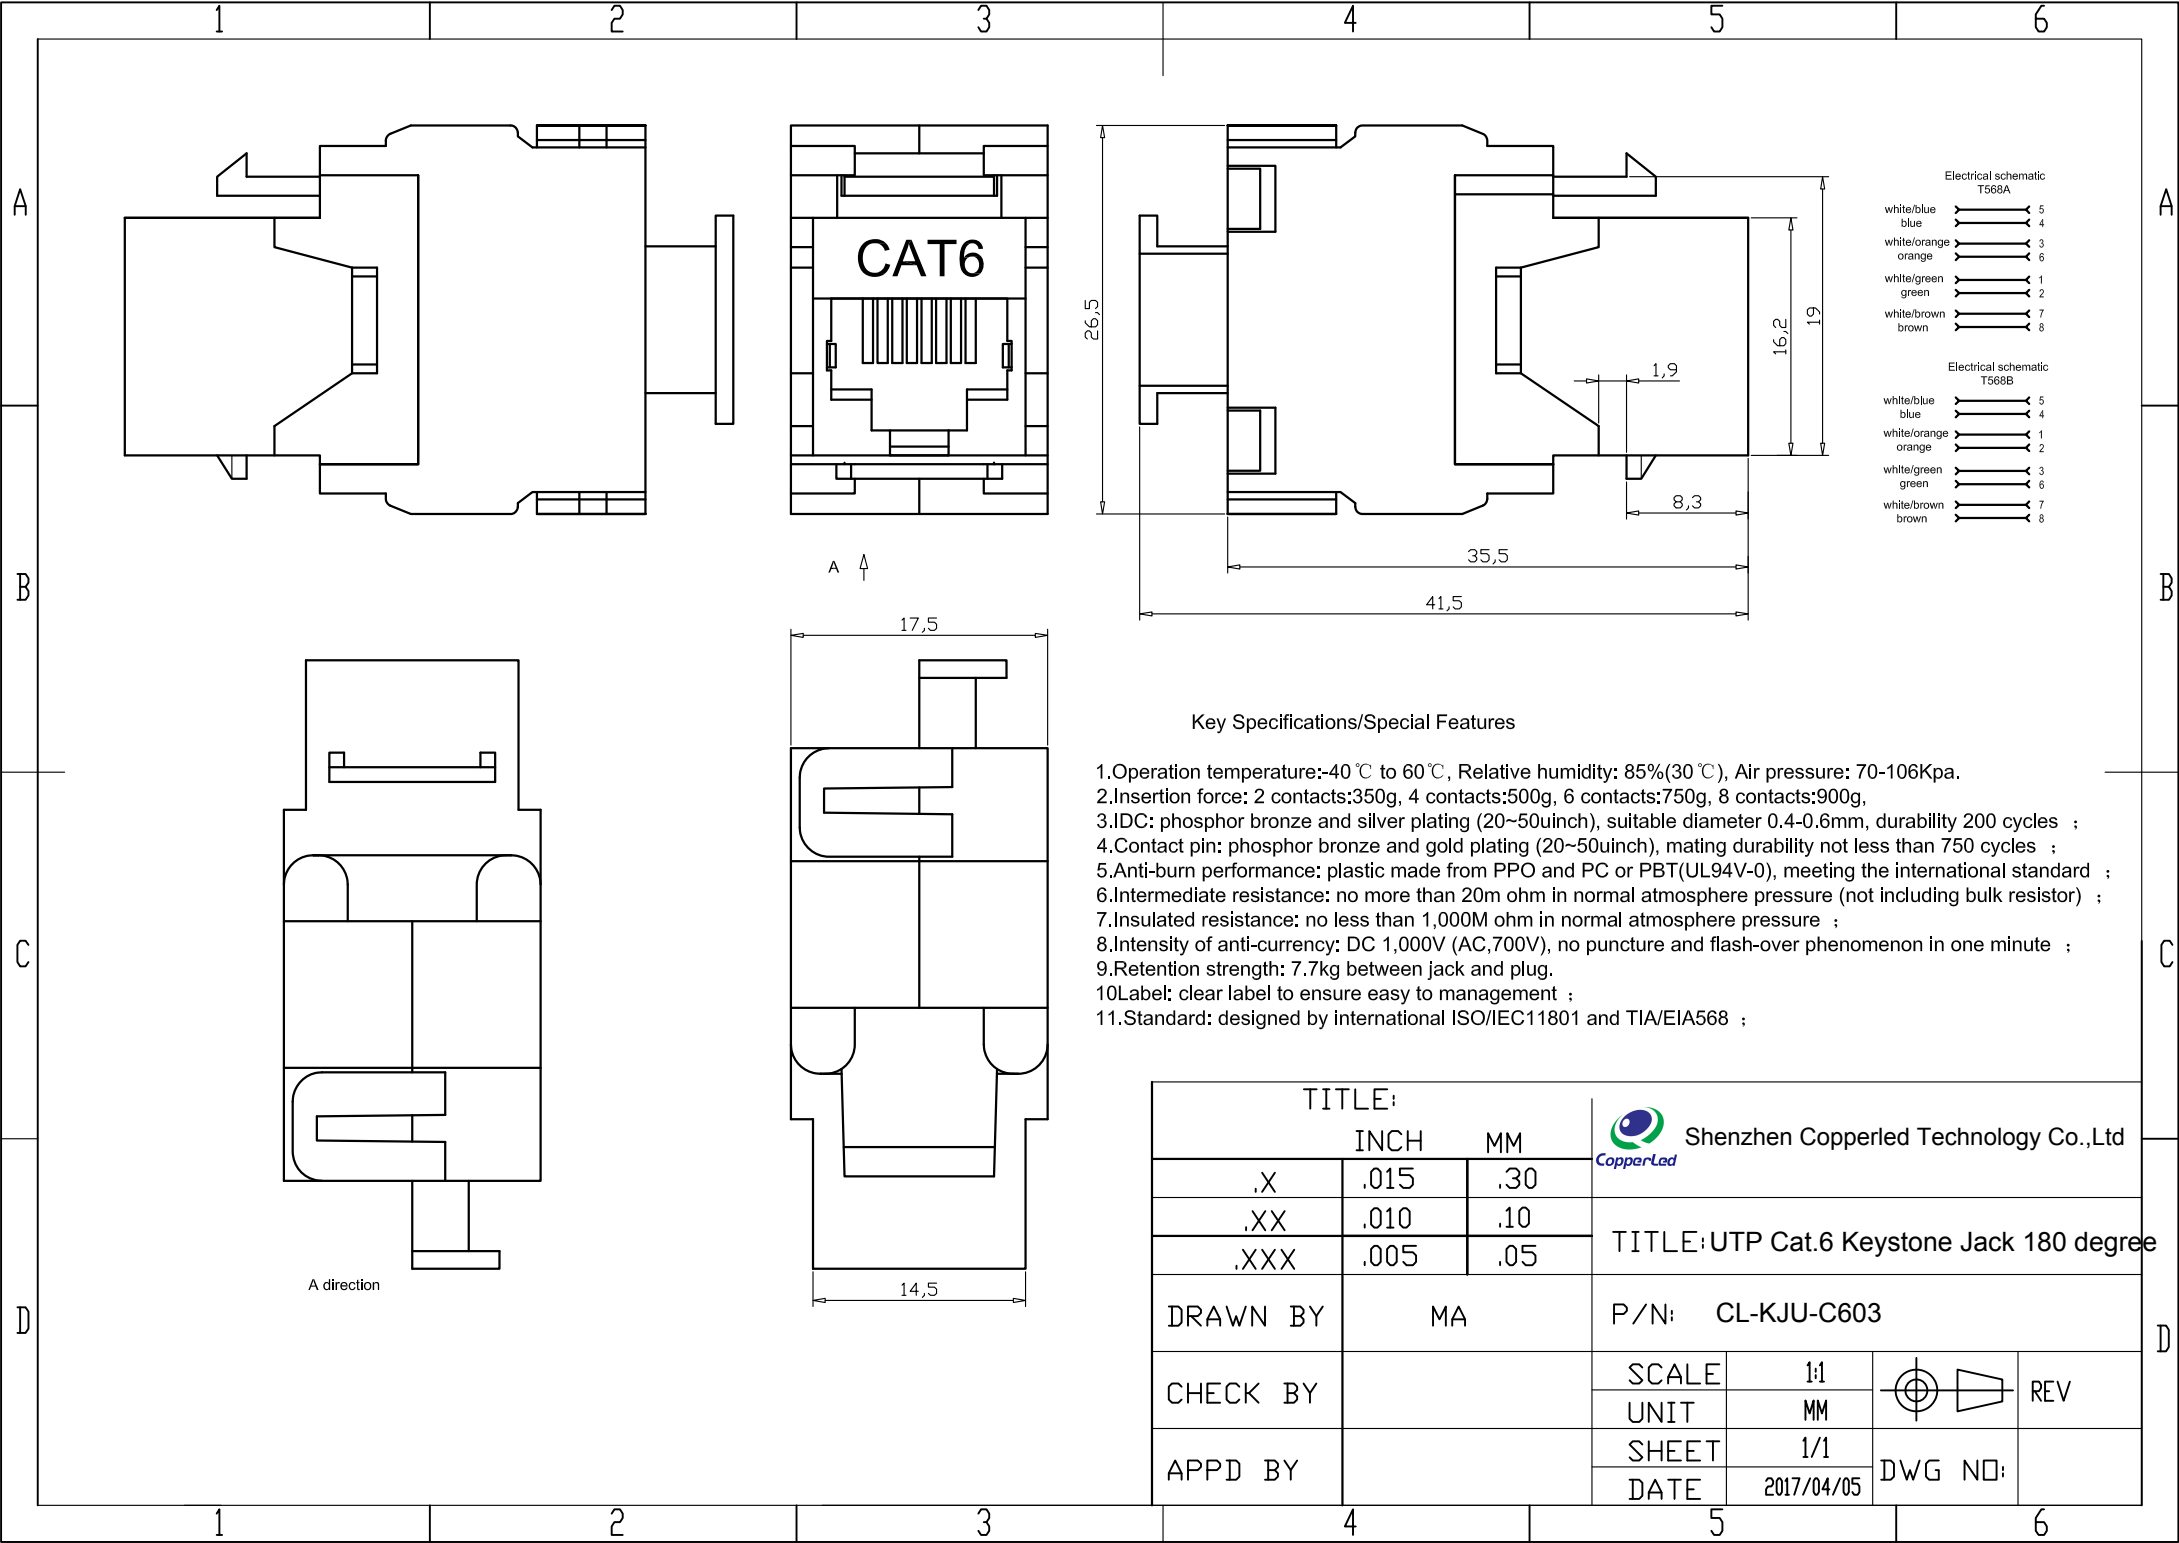 1 2 3 4 5 6
A A
B B
C C
D D
CAT6
26,5
16,2
19
1,9
8,3
35,5
41,5
A
17,5
14,5
A direction
Electrical schematic
T568A
white/blue 5
blue 4
white/orange 3
orange 6
white/green 1
green 2
white/brown 7
brown 8
Electrical schematic
T568B
white/blue 5
blue 4
white/orange 1
orange 2
white/green 3
green 6
white/brown 7
brown 8
Key Specifications/Special Features
1.Operation temperature:-40℃ to 60℃, Relative humidity: 85%(30℃), Air pressure: 70-106Kpa.
2.Insertion force: 2 contacts:350g, 4 contacts:500g, 6 contacts:750g, 8 contacts:900g,
3.IDC: phosphor bronze and silver plating (20~50uinch), suitable diameter 0.4-0.6mm, durability 200 cycles ；
4.Contact pin: phosphor bronze and gold plating (20~50uinch), mating durability not less than 750 cycles ；
5.Anti-burn performance: plastic made from PPO and PC or PBT(UL94V-0), meeting the international standard ；
6.Intermediate resistance: no more than 20m ohm in normal atmosphere pressure (not including bulk resistor) ；
7.Insulated resistance: no less than 1,000M ohm in normal atmosphere pressure ；
8.Intensity of anti-currency: DC 1,000V (AC,700V), no puncture and flash-over phenomenon in one minute ；
9.Retention strength: 7.7kg between jack and plug.
10Label: clear label to ensure easy to management ；
11.Standard: designed by international ISO/IEC11801 and TIA/EIA568 ；
TITLE:
INCH MM
.X .015 .30
.XX .010 .10
.XXX .005 .05
DRAWN BY MA
CHECK BY
APPD BY
CopperLed
Shenzhen Copperled Technology Co.,Ltd
TITLE: UTP Cat.6 Keystone Jack 180 degree
P/N: CL-KJU-C603
SCALE 1:1
UNIT MM
SHEET 1/1
DATE 2017/04/05
REV
DWG NO:
1 2 3 4 5 6